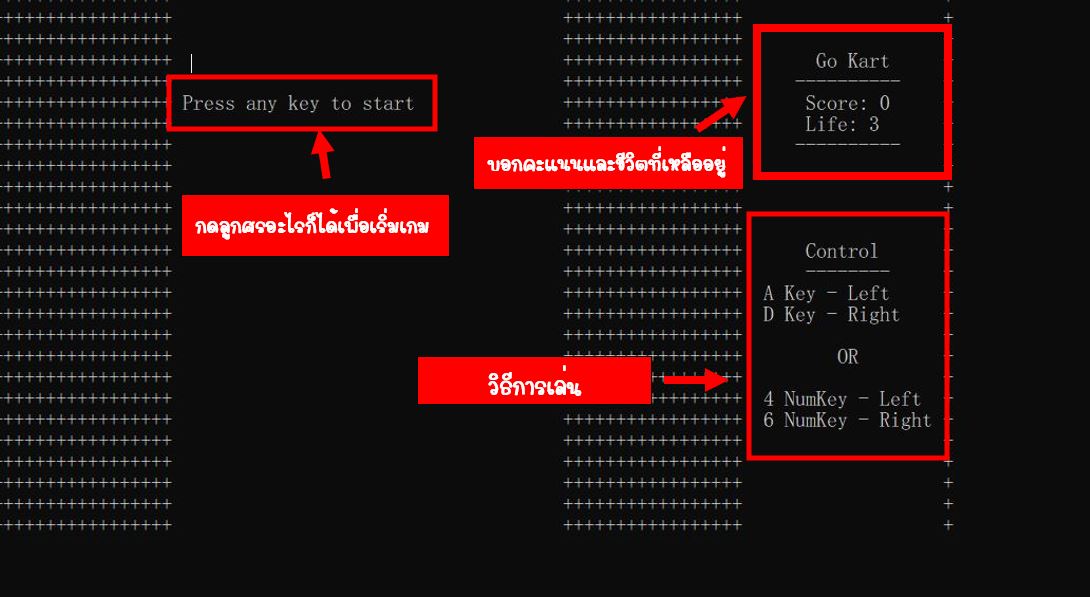 Press any key to start
กดลูกศรอะไรก็ได้เพื่อเริ่มเกม
Go Kart
----------
Score: 0
Life: 3
----------
บอกคะแนนและชีวิตที่เหลืออยู่
Control
--------
A Key - Left
D Key - Right
OR
4 NumKey - Left
6 NumKey - Right
วิธีการเล่น